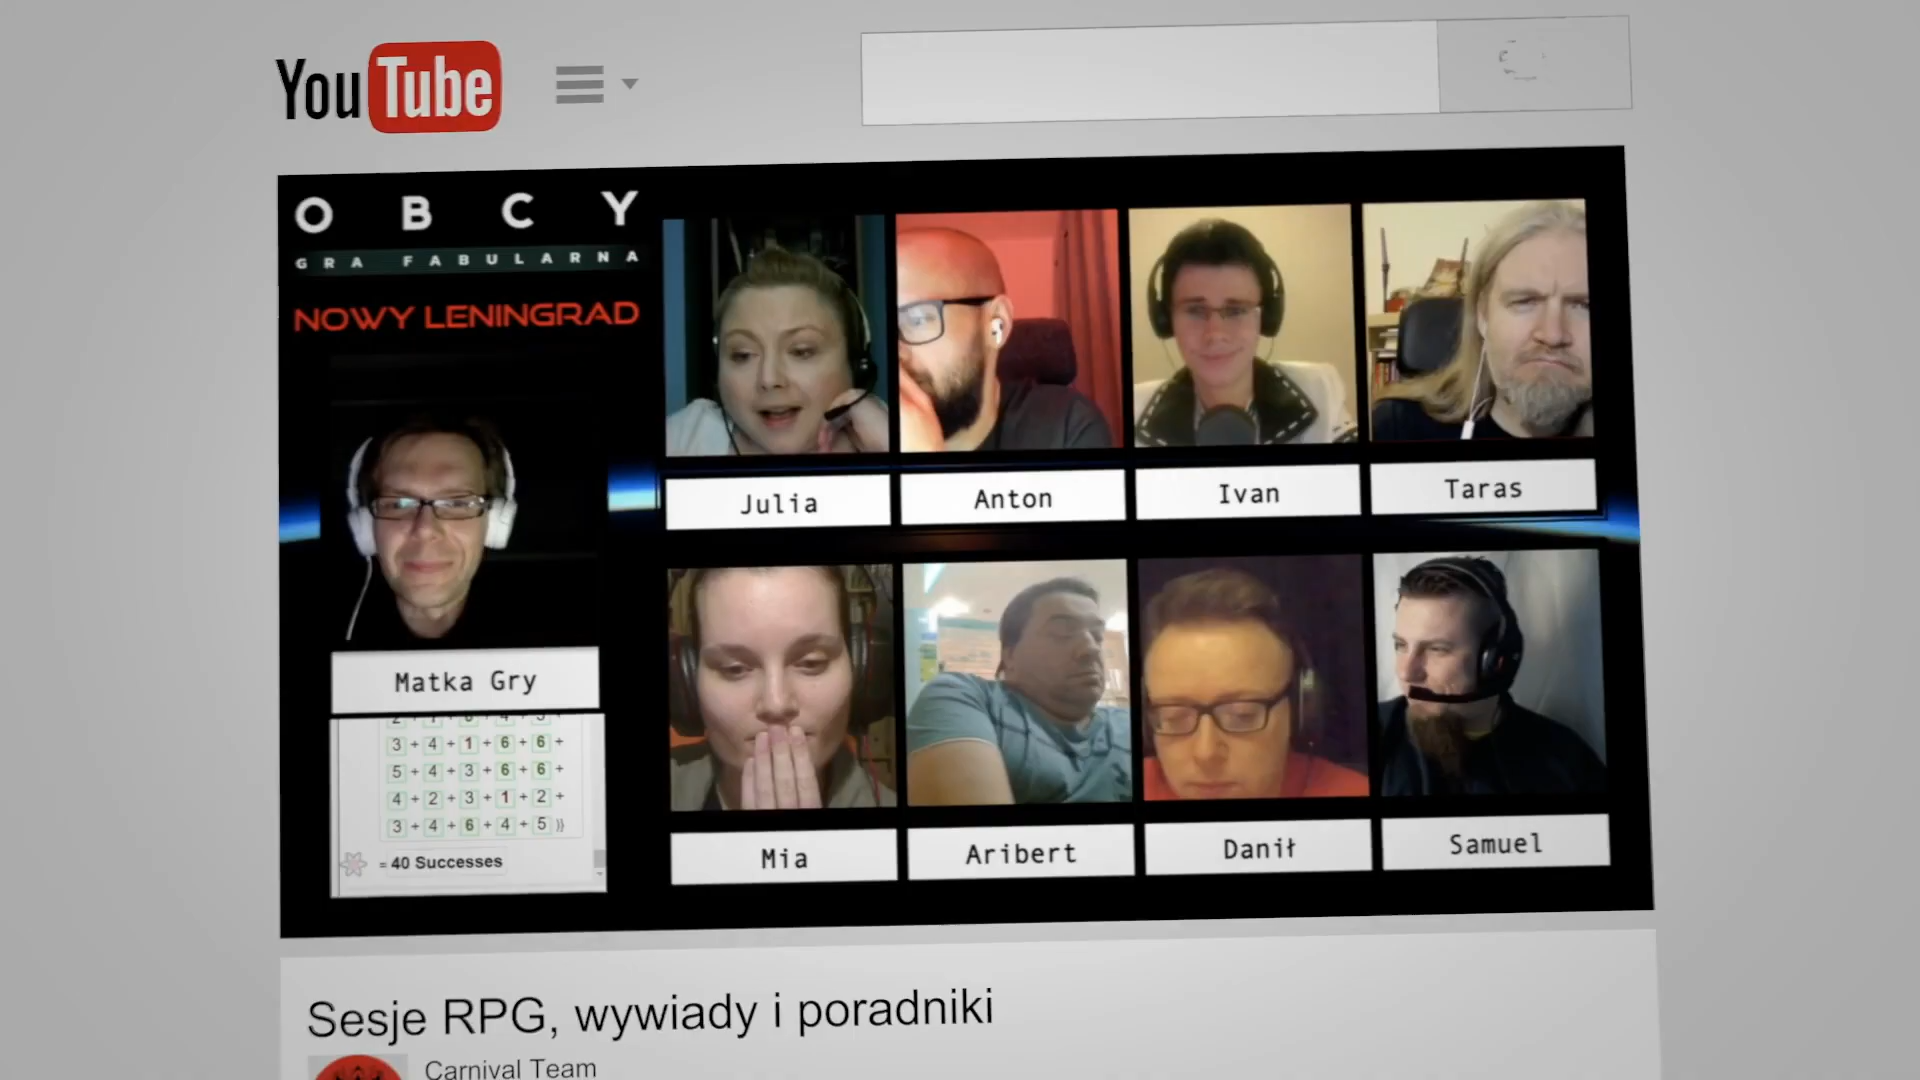 YouTube
OBCY
GRA FABULARNA
NOWY LENINGRAD
Julia
Anton
Ivan
Taras
Matka Gry
3 + 4 + 1 + 6 + 6 +
5 + 4 + 3 + 6 + 6 +
4 + 2 + 3 + 1 + 2 +
3 + 4 + 6 + 4 + 5 )}
= 40 Successes
Mia
Aribert
Danił
Samuel
Sesje RPG, wywiady i poradniki
Carnival Team